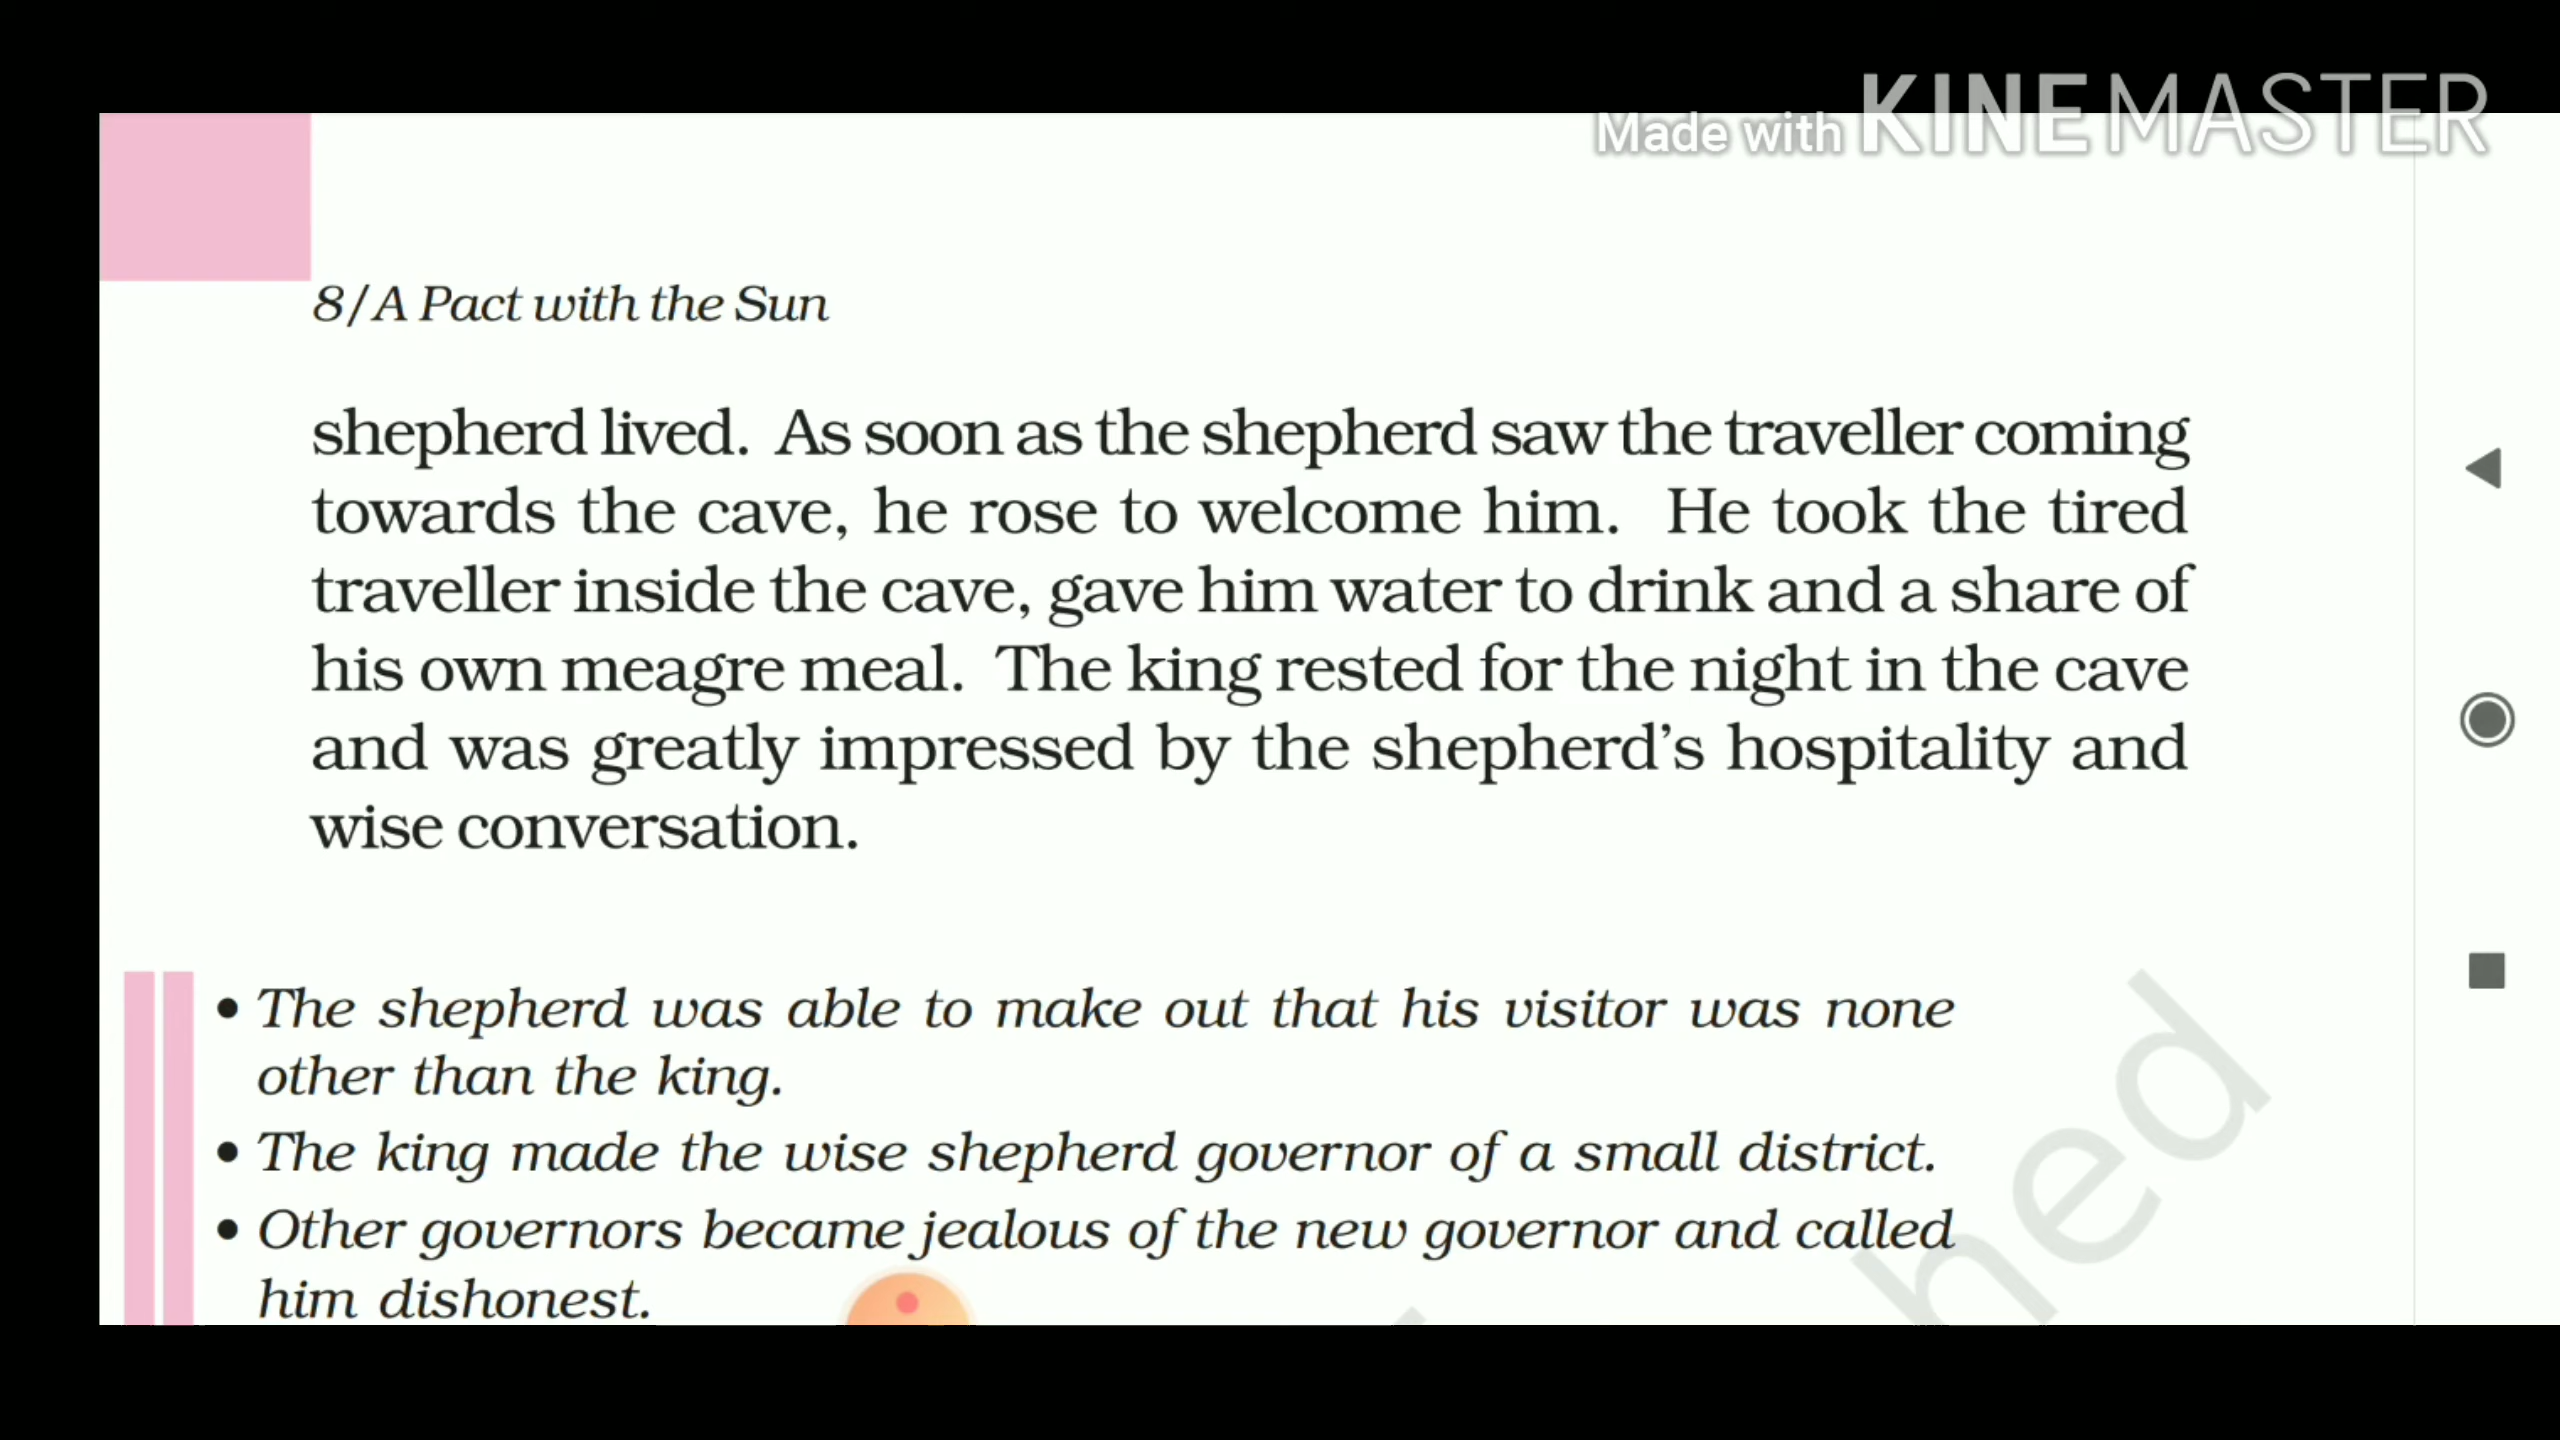 Made with KINEMASTER
8/A Pact with the Sun
shepherd lived. As soon as the shepherd saw the traveller coming
towards the cave, he rose to welcome him. He took the tired
traveller inside the cave, gave him water to drink and a share of
his own meagre meal. The king rested for the night in the cave
and was greatly impressed by the shepherd’s hospitality and
wise conversation.
• The shepherd was able to make out that his visitor was none
other than the king.
• The king made the wise shepherd governor of a small district.
• Other governors became jealous of the new governor and called
him dishonest.